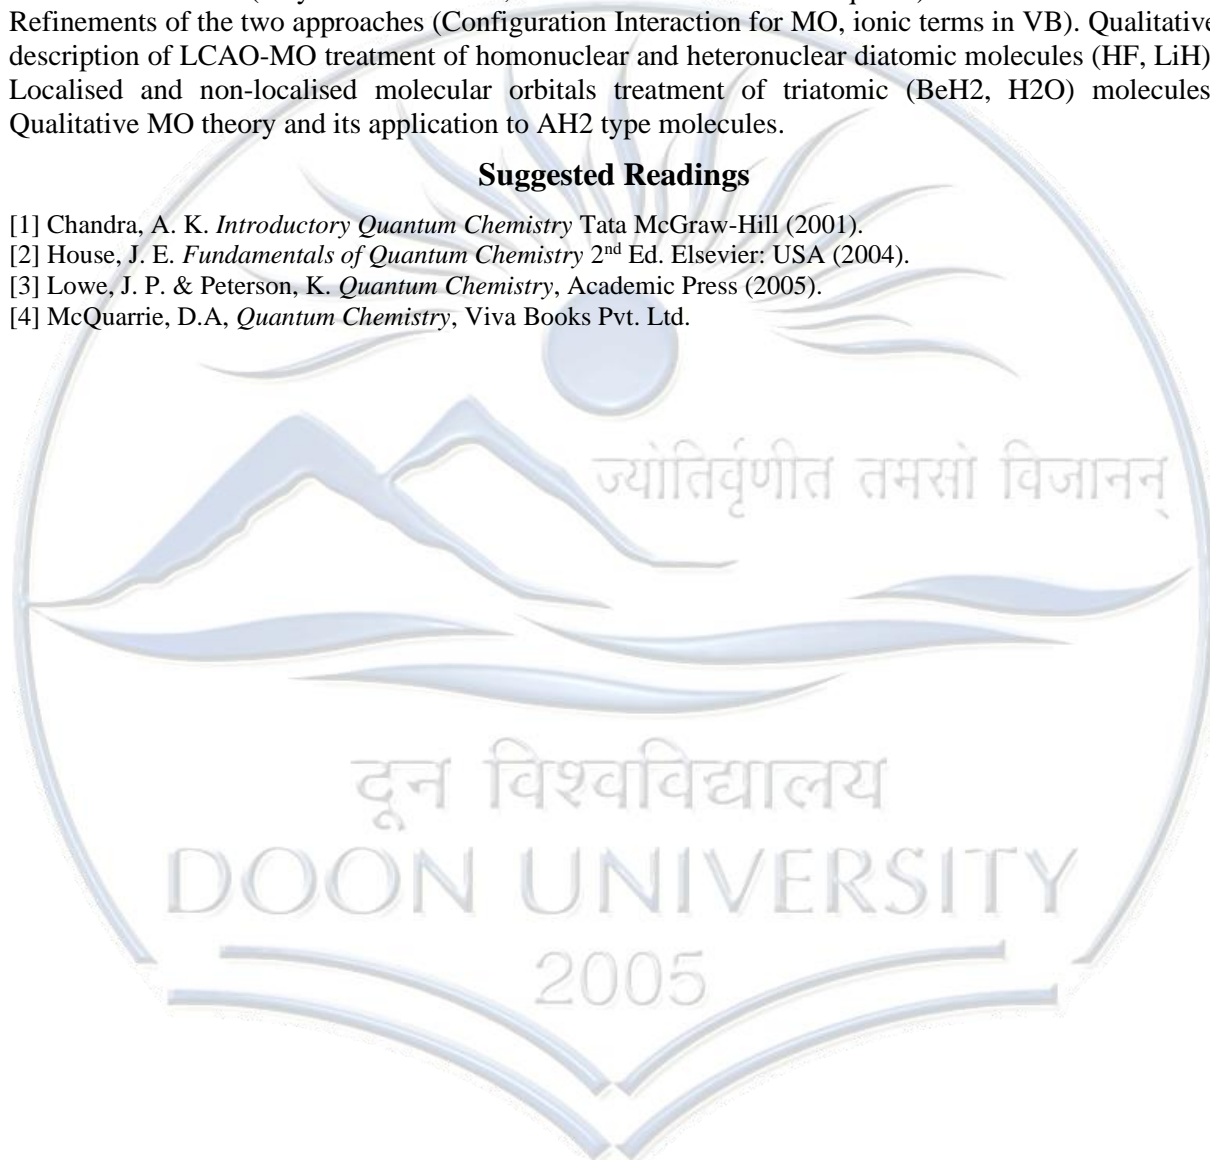 Refinements of the two approaches (Configuration Interaction for MO, ionic terms in VB). Qualitative
description of LCAO-MO treatment of homonuclear and heteronuclear diatomic molecules (HF, LiH)
Localised and non-localised molecular orbitals treatment of triatomic (BeH2, H2O) molecules
Qualitative MO theory and its application to AH2 type molecules.
Suggested Readings
[1] Chandra, A. K. Introductory Quantum Chemistry Tata McGraw-Hill (2001).
[2] House, J. E. Fundamentals of Quantum Chemistry 2nd Ed. Elsevier: USA (2004).
[3] Lowe, J. P. & Peterson, K. Quantum Chemistry, Academic Press (2005).
[4] McQuarrie, D.A, Quantum Chemistry, Viva Books Pvt. Ltd.
ज्योतिर्वृणीत तमसो विजानन्
दून विश्वविद्यालय
DOON UNIVERSITY
2005